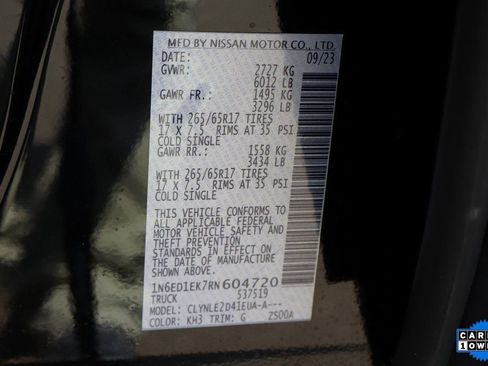 MFD BY NISSAN MOTOR CO., LTD.
DATE: 09/23
GVWR: 2727 KG
6012 LB
GAWR FR.: 1495 KG
3296 LB
WITH 265/65R17 TIRES
17 X 7.5 RIMS AT 35 PSI
COLD SINGLE
GAWR RR.: 1558 KG
3434 LB
WITH 265/65R17 TIRES
17 X 7.5 RIMS AT 35 PSI
COLD SINGLE
THIS VEHICLE CONFORMS TO
ALL APPLICABLE FEDERAL
MOTOR VEHICLE SAFETY AND
THEFT PREVENTION
STANDARDS IN EFFECT ON
THE DATE OF MANUFACTURE
SHOWN ABOVE.
1N6ED1EK7RN604720
TRUCK 537519
MODEL: CLYNLE2D41EUA-A---
COLOR: KH3 TRIM: G ZS00A
CAR
1 OWN